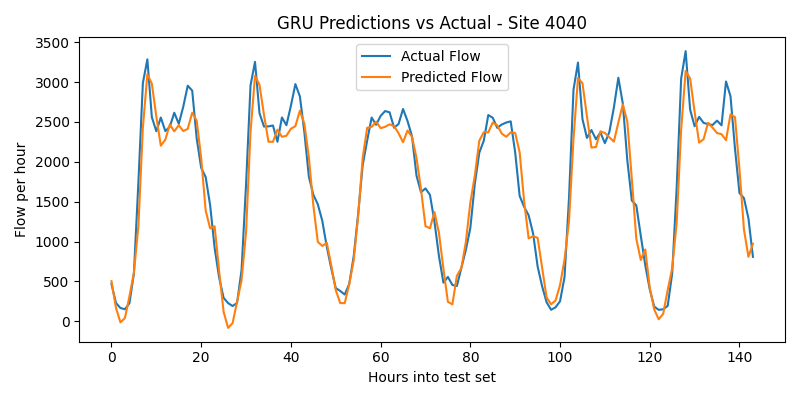 GRU Predictions vs Actual - Site 4040
Actual Flow
Predicted Flow
Flow per hour
3500
3000
2500
2000
1500
1000
500
0
0 20 40 60 80 100 120 140
Hours into test set